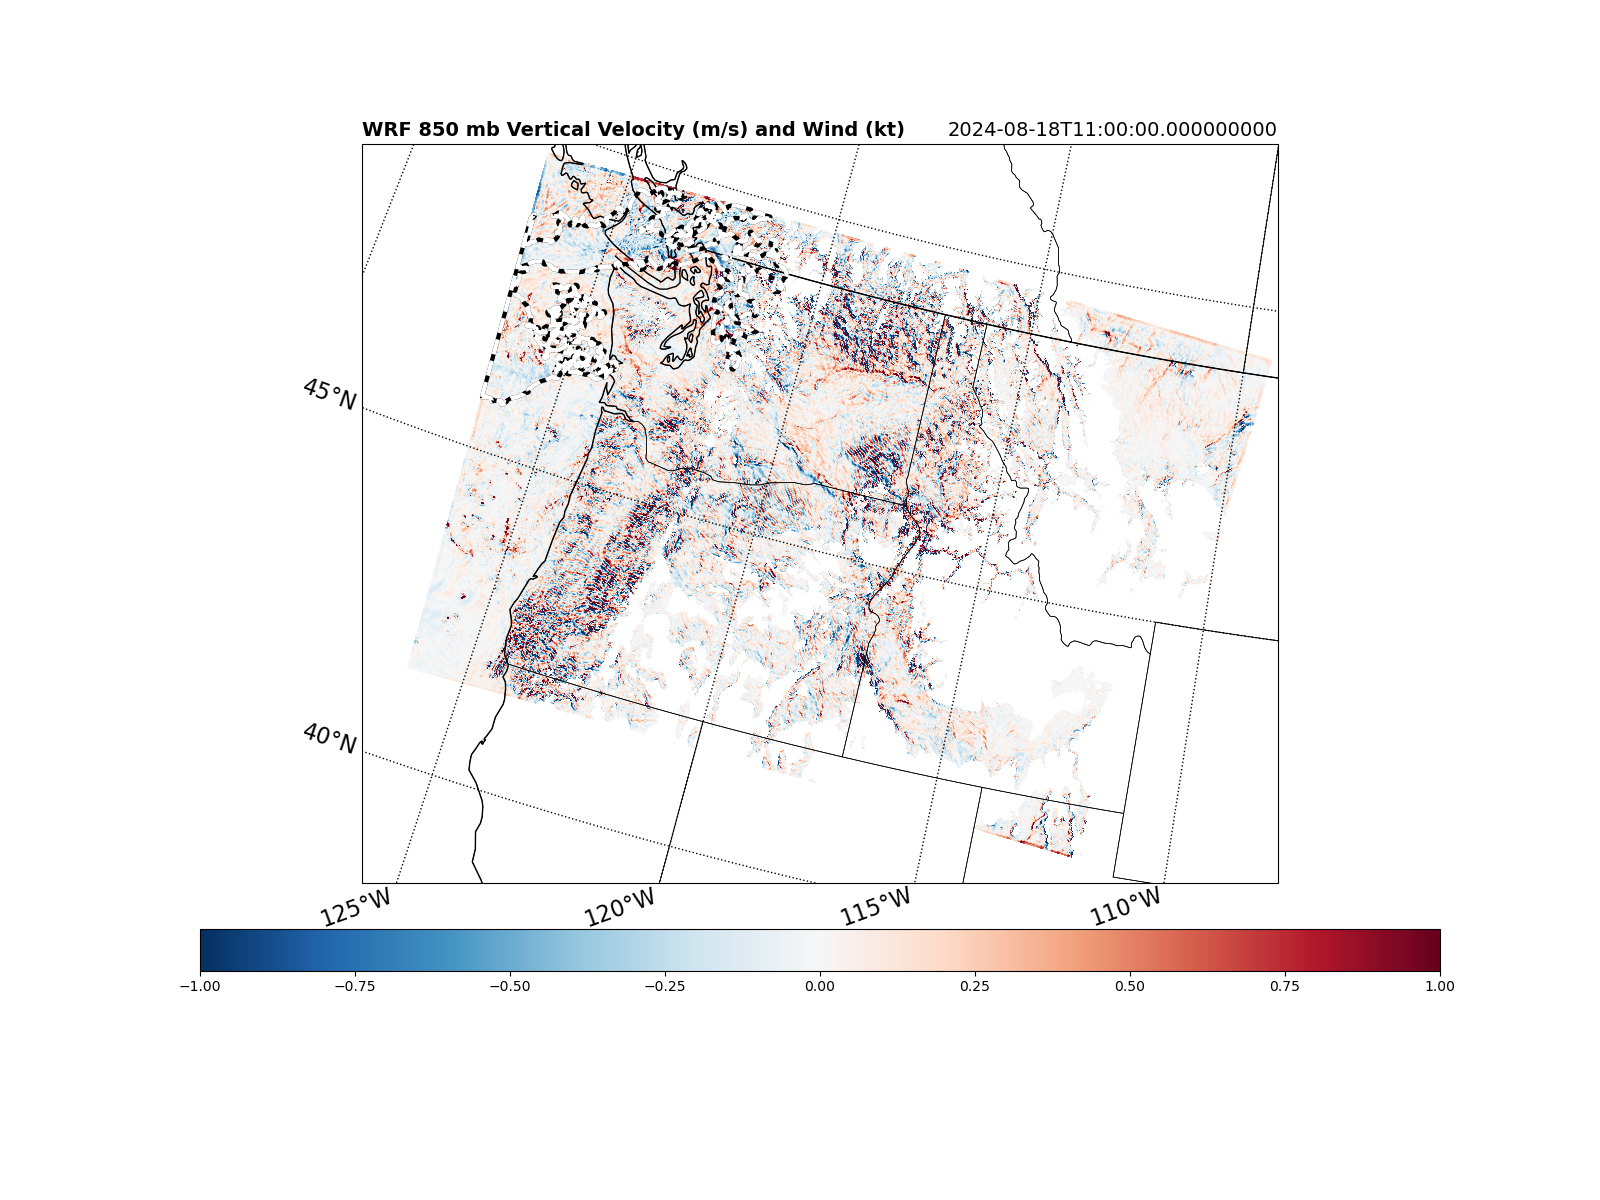 WRF 850 mb Vertical Velocity (m/s) and Wind (kt) 2024-08-18T11:00:00.000000000
45°N
40°N
125°W 120°W 115°W 110°W
−1.00 −0.75 −0.50 −0.25 0.00 0.25 0.50 0.75 1.00